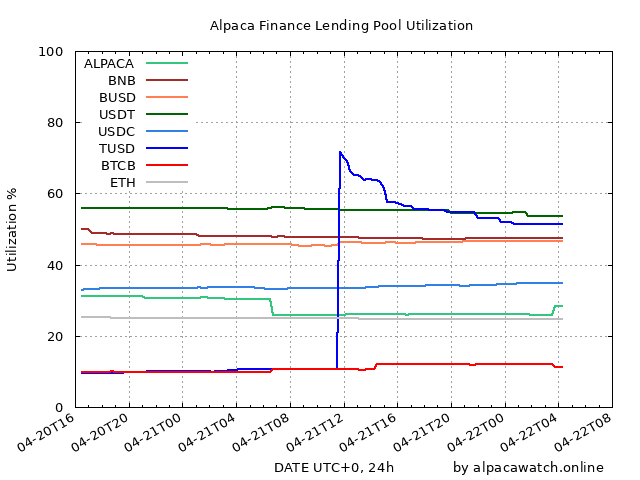 Alpaca Finance Lending Pool Utilization
100
80
60
40
20
0
Utilization %
ALPACA
BNB
BUSD
USDT
USDC
TUSD
BTCB
ETH
04-20T16
04-20T20
04-21T00
04-21T04
04-21T08
04-21T12
04-21T16
04-21T20
04-22T00
04-22T04
04-22T08
DATE UTC+0, 24h
by alpacawatch.online